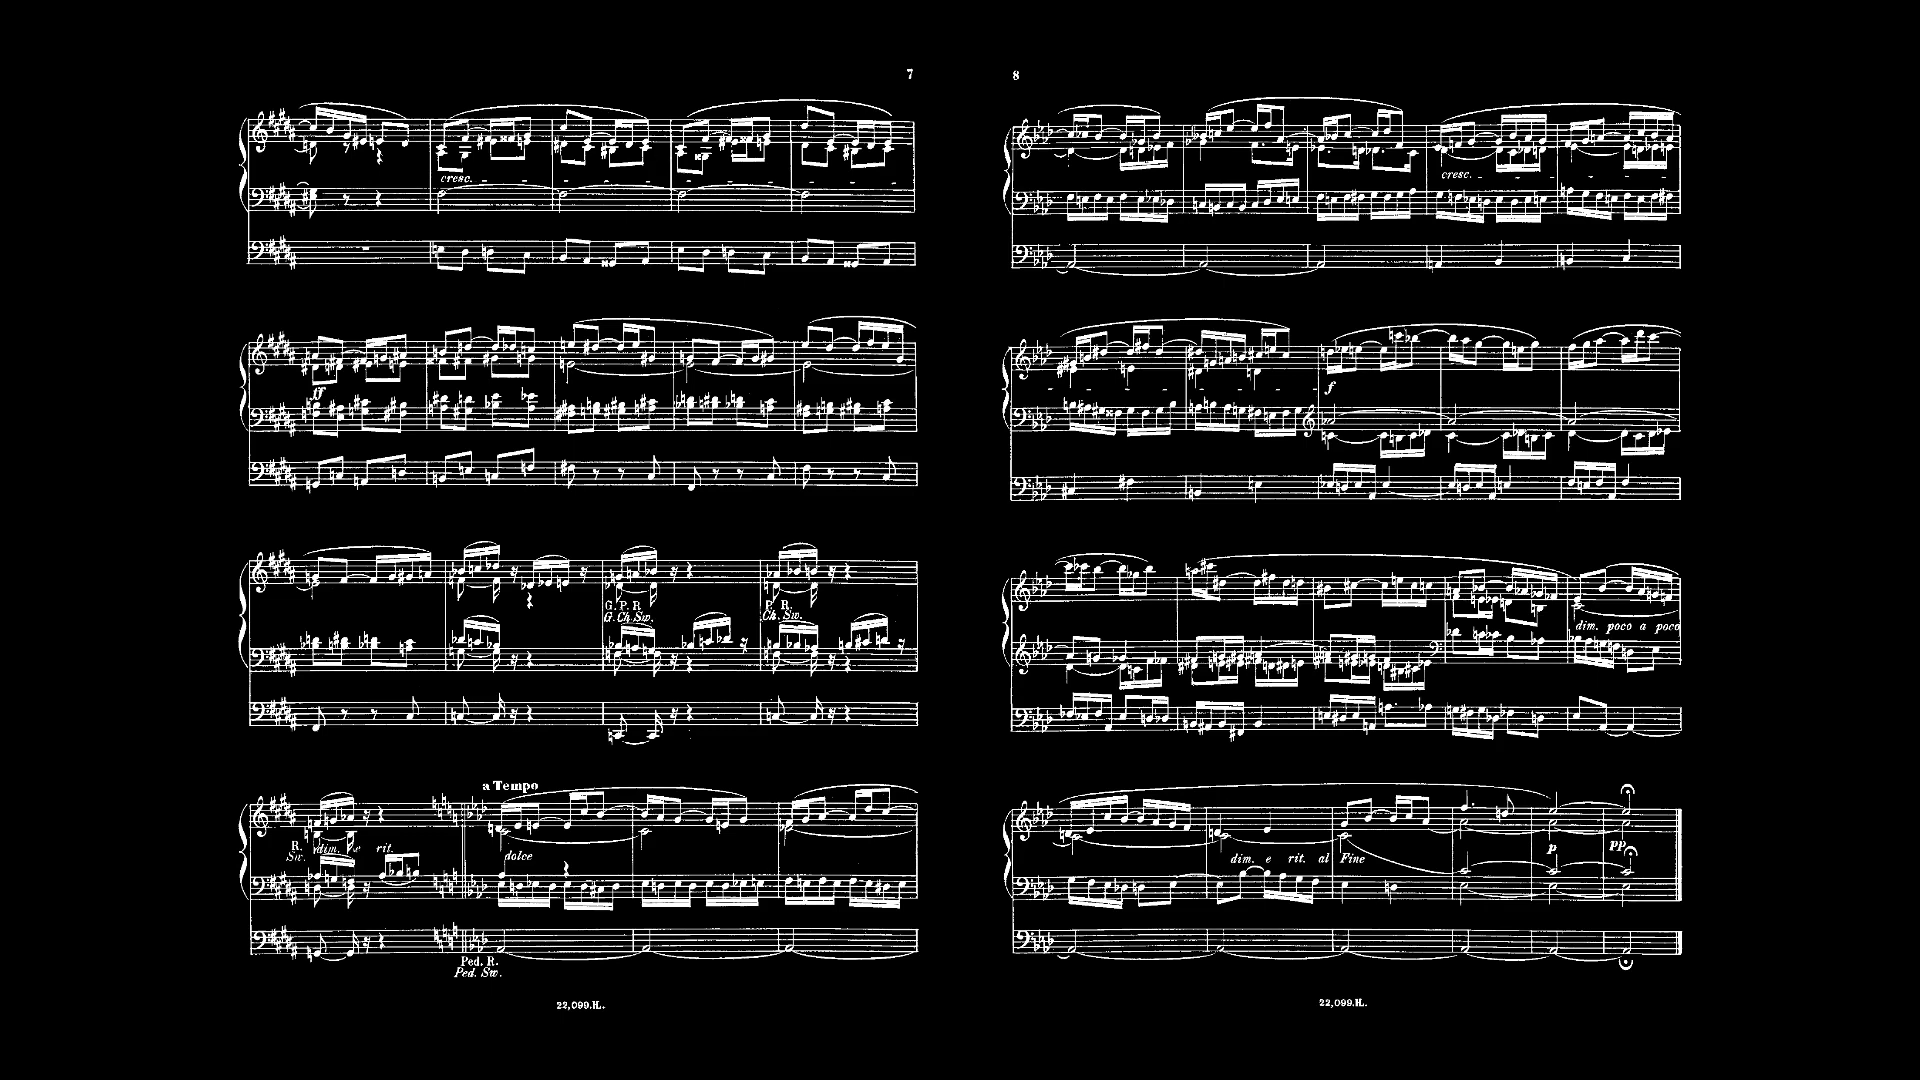 7
cresc.
ff
G. P. R.
G. Ch. Sw.
P. R.
Ch. Sw.
a Tempo
R.
Sw.
dim. e rit.
dolce
Ped. R.
Ped. Sw.
22,099.H.
8
cresc.
f
dim. poco a poco
dim. e rit. al Fine
p
pp
22,099.H.